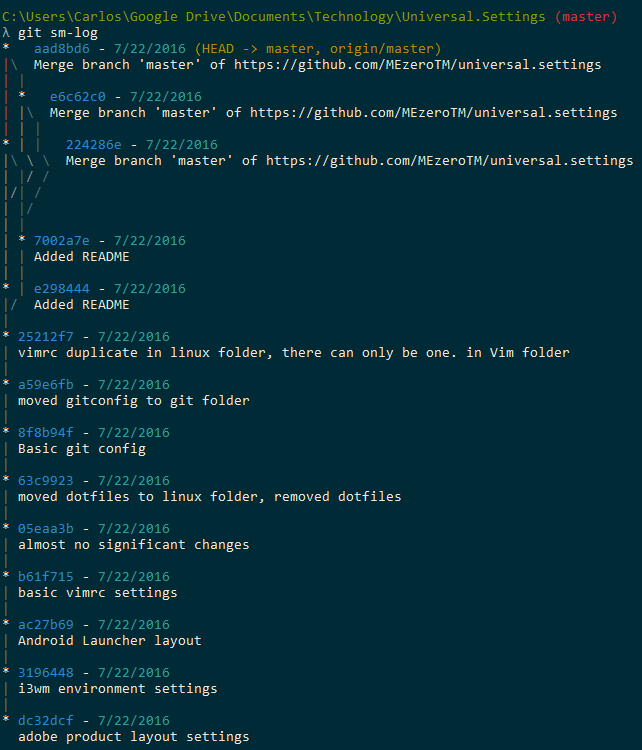 C:\Users\Carlos\Google Drive\Documents\Technology\Universal.Settings (master)
λ git sm-log
*   aad8bd6 - 7/22/2016 (HEAD -> master, origin/master)
|\  Merge branch 'master' of https://github.com/MEzeroTM/universal.settings
| |
| *   e6c62c0 - 7/22/2016
| |\  Merge branch 'master' of https://github.com/MEzeroTM/universal.settings
| | |
* | |   224286e - 7/22/2016
|\ \ \  Merge branch 'master' of https://github.com/MEzeroTM/universal.settings
| |/ /
|/| /
| |/
| |
| * 7002a7e - 7/22/2016
| | Added README
| |
* | e298444 - 7/22/2016
|/  Added README
|
* 25212f7 - 7/22/2016
| vimrc duplicate in linux folder, there can only be one. in Vim folder
|
* a59e6fb - 7/22/2016
| moved gitconfig to git folder
|
* 8f8b94f - 7/22/2016
| Basic git config
|
* 63c9923 - 7/22/2016
| moved dotfiles to linux folder, removed dotfiles
|
* 05eaa3b - 7/22/2016
| almost no significant changes
|
* b61f715 - 7/22/2016
| basic vimrc settings
|
* ac27b69 - 7/22/2016
| Android Launcher layout
|
* 3196448 - 7/22/2016
| i3wm environment settings
|
* dc32dcf - 7/22/2016
  adobe product layout settings